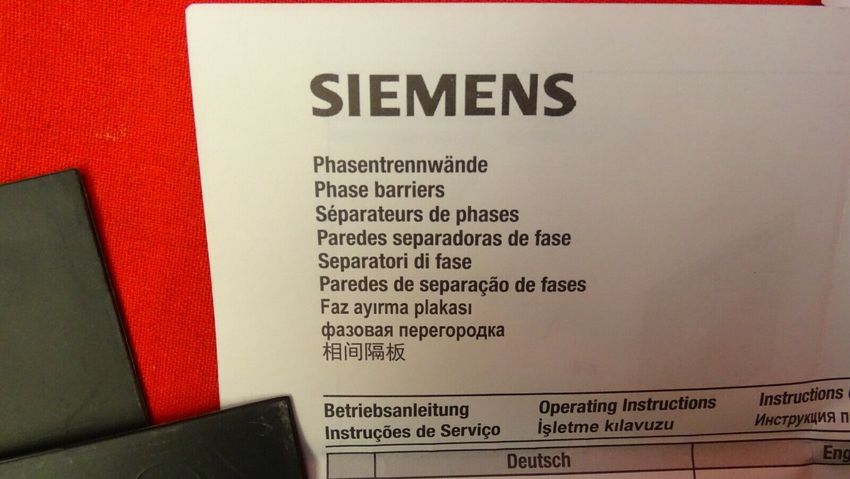 SIEMENS
Phasentrennwände
Phase barriers
Séparateurs de phases
Paredes separadoras de fase
Separatori di fase
Paredes de separação de fases
Faz ayırma plakası
фазовая перегородка
相间隔板
Betriebsanleitung Operating Instructions Instructions
Instruções de Serviço İşletme kılavuzu Инструкция
Deutsch